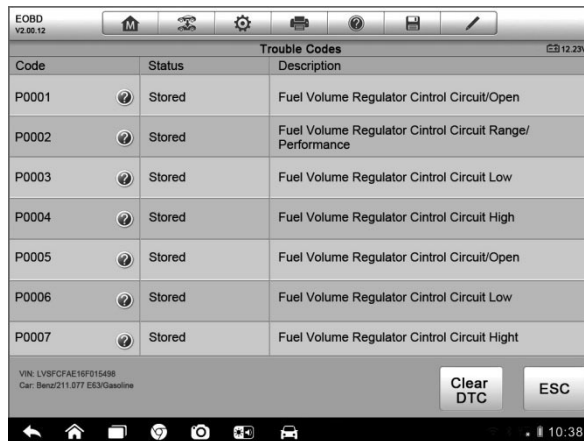 EOBD
V2.00.12
M
Trouble Codes
12.23V
Code Status Description
P0001 Stored Fuel Volume Regulator Cintrol Circuit/Open
P0002 Stored Fuel Volume Regulator Cintrol Circuit Range/
Performance
P0003 Stored Fuel Volume Regulator Cintrol Circuit Low
P0004 Stored Fuel Volume Regulator Cintrol Circuit High
P0005 Stored Fuel Volume Regulator Cintrol Circuit/Open
P0006 Stored Fuel Volume Regulator Cintrol Circuit Low
P0007 Stored Fuel Volume Regulator Cintrol Circuit Hight
VIN: LVSFCFAE16F015498
Car: Benz/211.077 E63/Gasoline
Clear
DTC
ESC
10:38